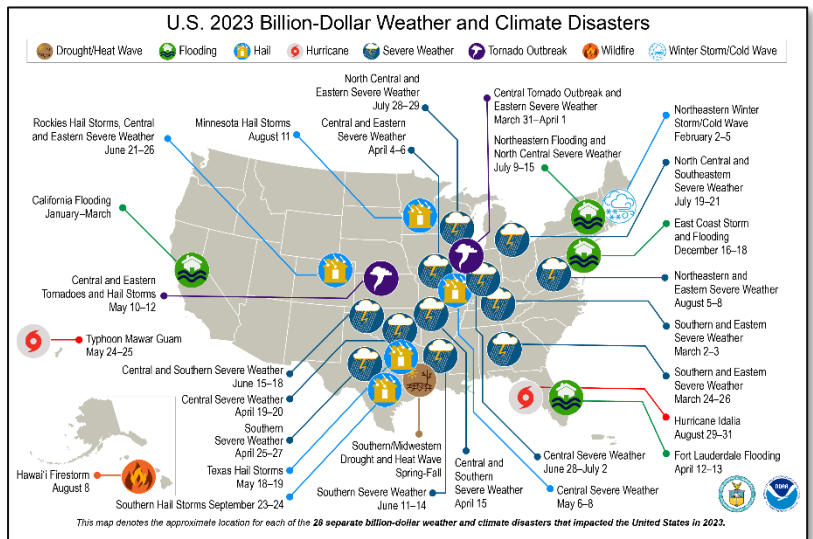 U.S. 2023 Billion-Dollar Weather and Climate Disasters
Drought/Heat Wave
Flooding
Hail
Hurricane
Severe Weather
Tornado Outbreak
Wildfire
Winter Storm/Cold Wave
North Central and
Eastern Severe Weather
July 28–29
Central Tornado Outbreak and
Eastern Severe Weather
March 31–April 1
Rockies Hail Storms, Central
and Eastern Severe Weather
June 21–26
Minnesota Hail Storms
August 11
Central and Eastern
Severe Weather
April 4–6
Northeastern Flooding and
North Central Severe Weather
July 9–15
Northeastern Winter
Storm/Cold Wave
February 2–5
North Central and
Southeastern
Severe Weather
July 19–21
California Flooding
January–March
East Coast Storm
and Flooding
December 16–18
Central and Eastern
Tornadoes and Hail Storms
May 10–12
Northeastern and
Eastern Severe Weather
August 5–8
Typhoon Mawar Guam
May 24–25
Southern and Eastern
Severe Weather
March 2–3
Central and Southern Severe Weather
June 15–18
Southern and Eastern
Severe Weather
March 24–26
Central Severe Weather
April 19–20
Hurricane Idalia
August 29–31
Southern
Severe Weather
April 25–27
Southern/Midwestern
Drought and Heat Wave
Spring-Fall
Central and
Southern
Severe Weather
April 15
Central Severe Weather
June 28–July 2
Fort Lauderdale Flooding
April 12–13
Texas Hail Storms
May 18–19
Hawai'i Firestorm
August 8
Southern Severe Weather
June 11–14
Central Severe Weather
May 6–8
Southern Hail Storms September 23–24
NOAA
This map denotes the approximate location for each of the 28 separate billion-dollar weather and climate disasters that impacted the United States in 2023.